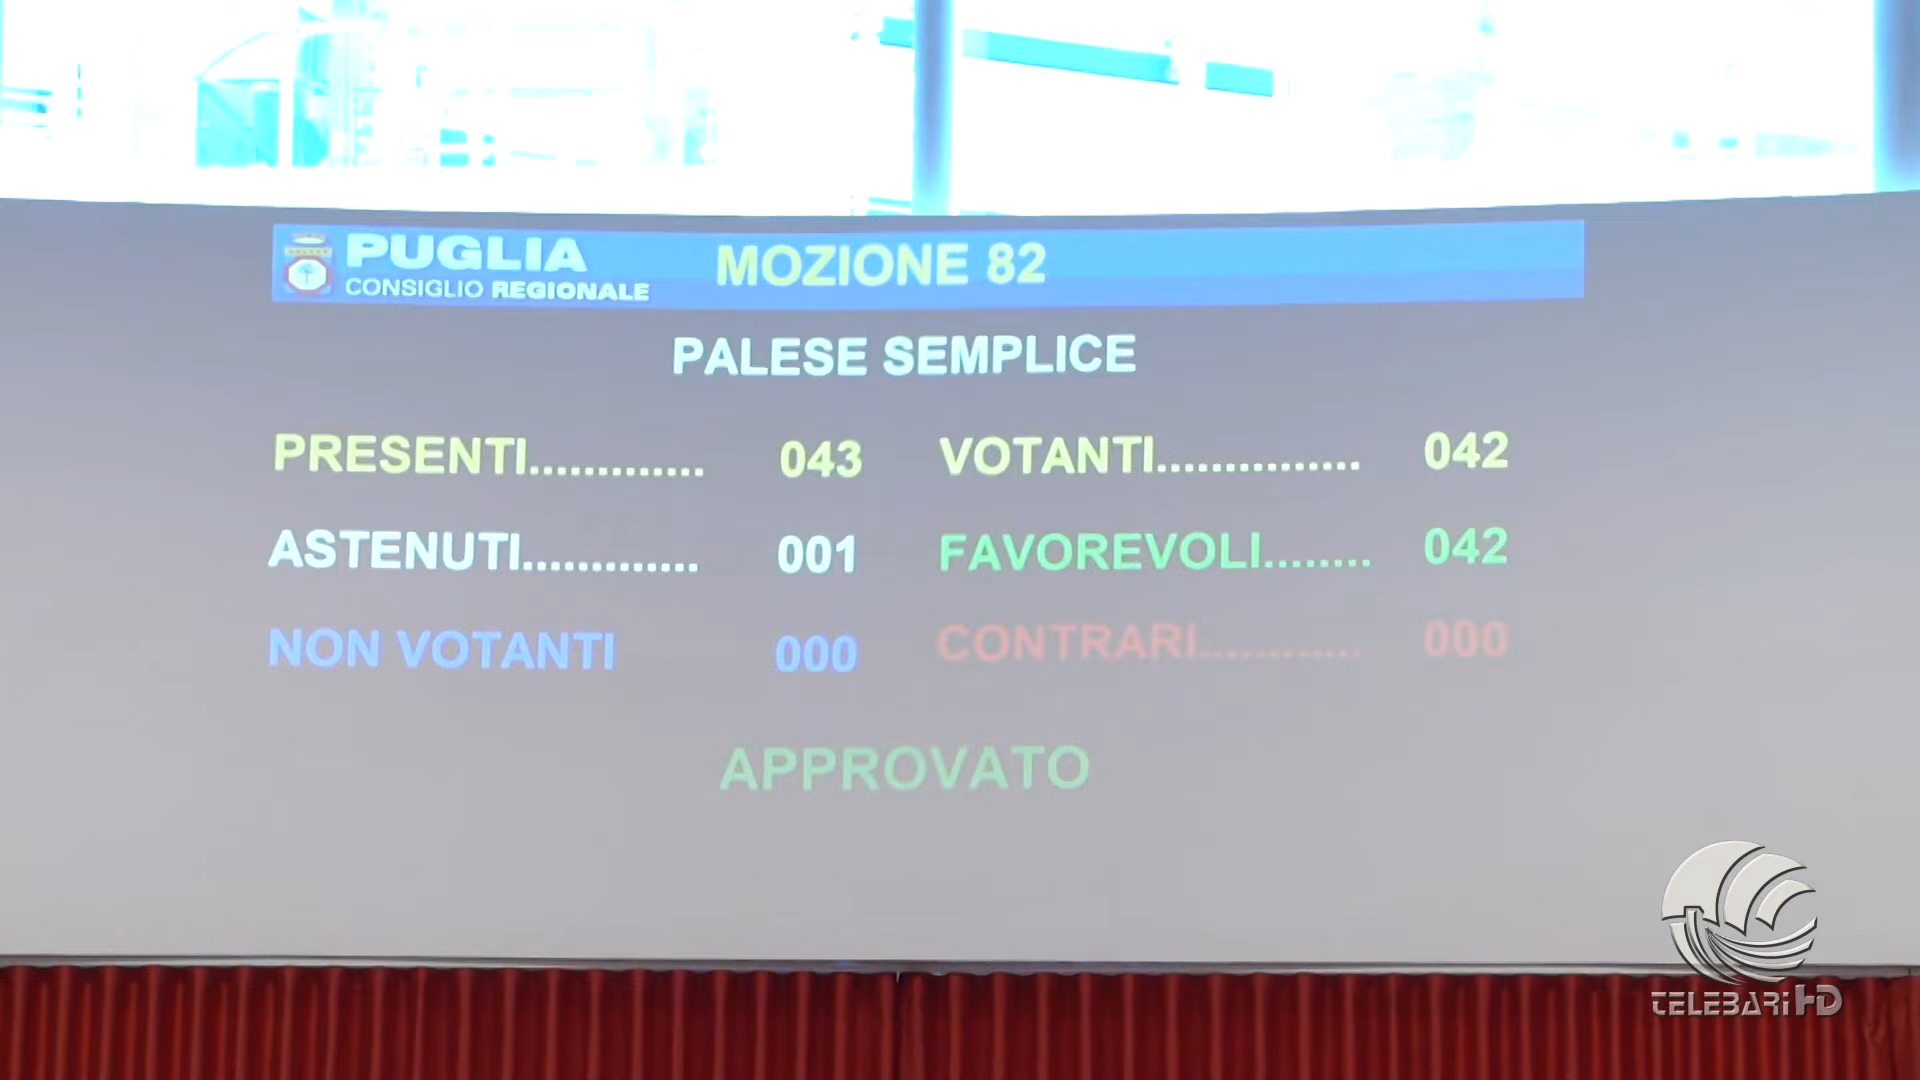 PUGLIA
CONSIGLIO REGIONALE
MOZIONE 82
PALESE SEMPLICE
PRESENTI............. 043 VOTANTI............... 042
ASTENUTI............. 001 FAVOREVOLI........ 042
NON VOTANTI 000 CONTRARI............ 000
APPROVATO
TELEBARI HD